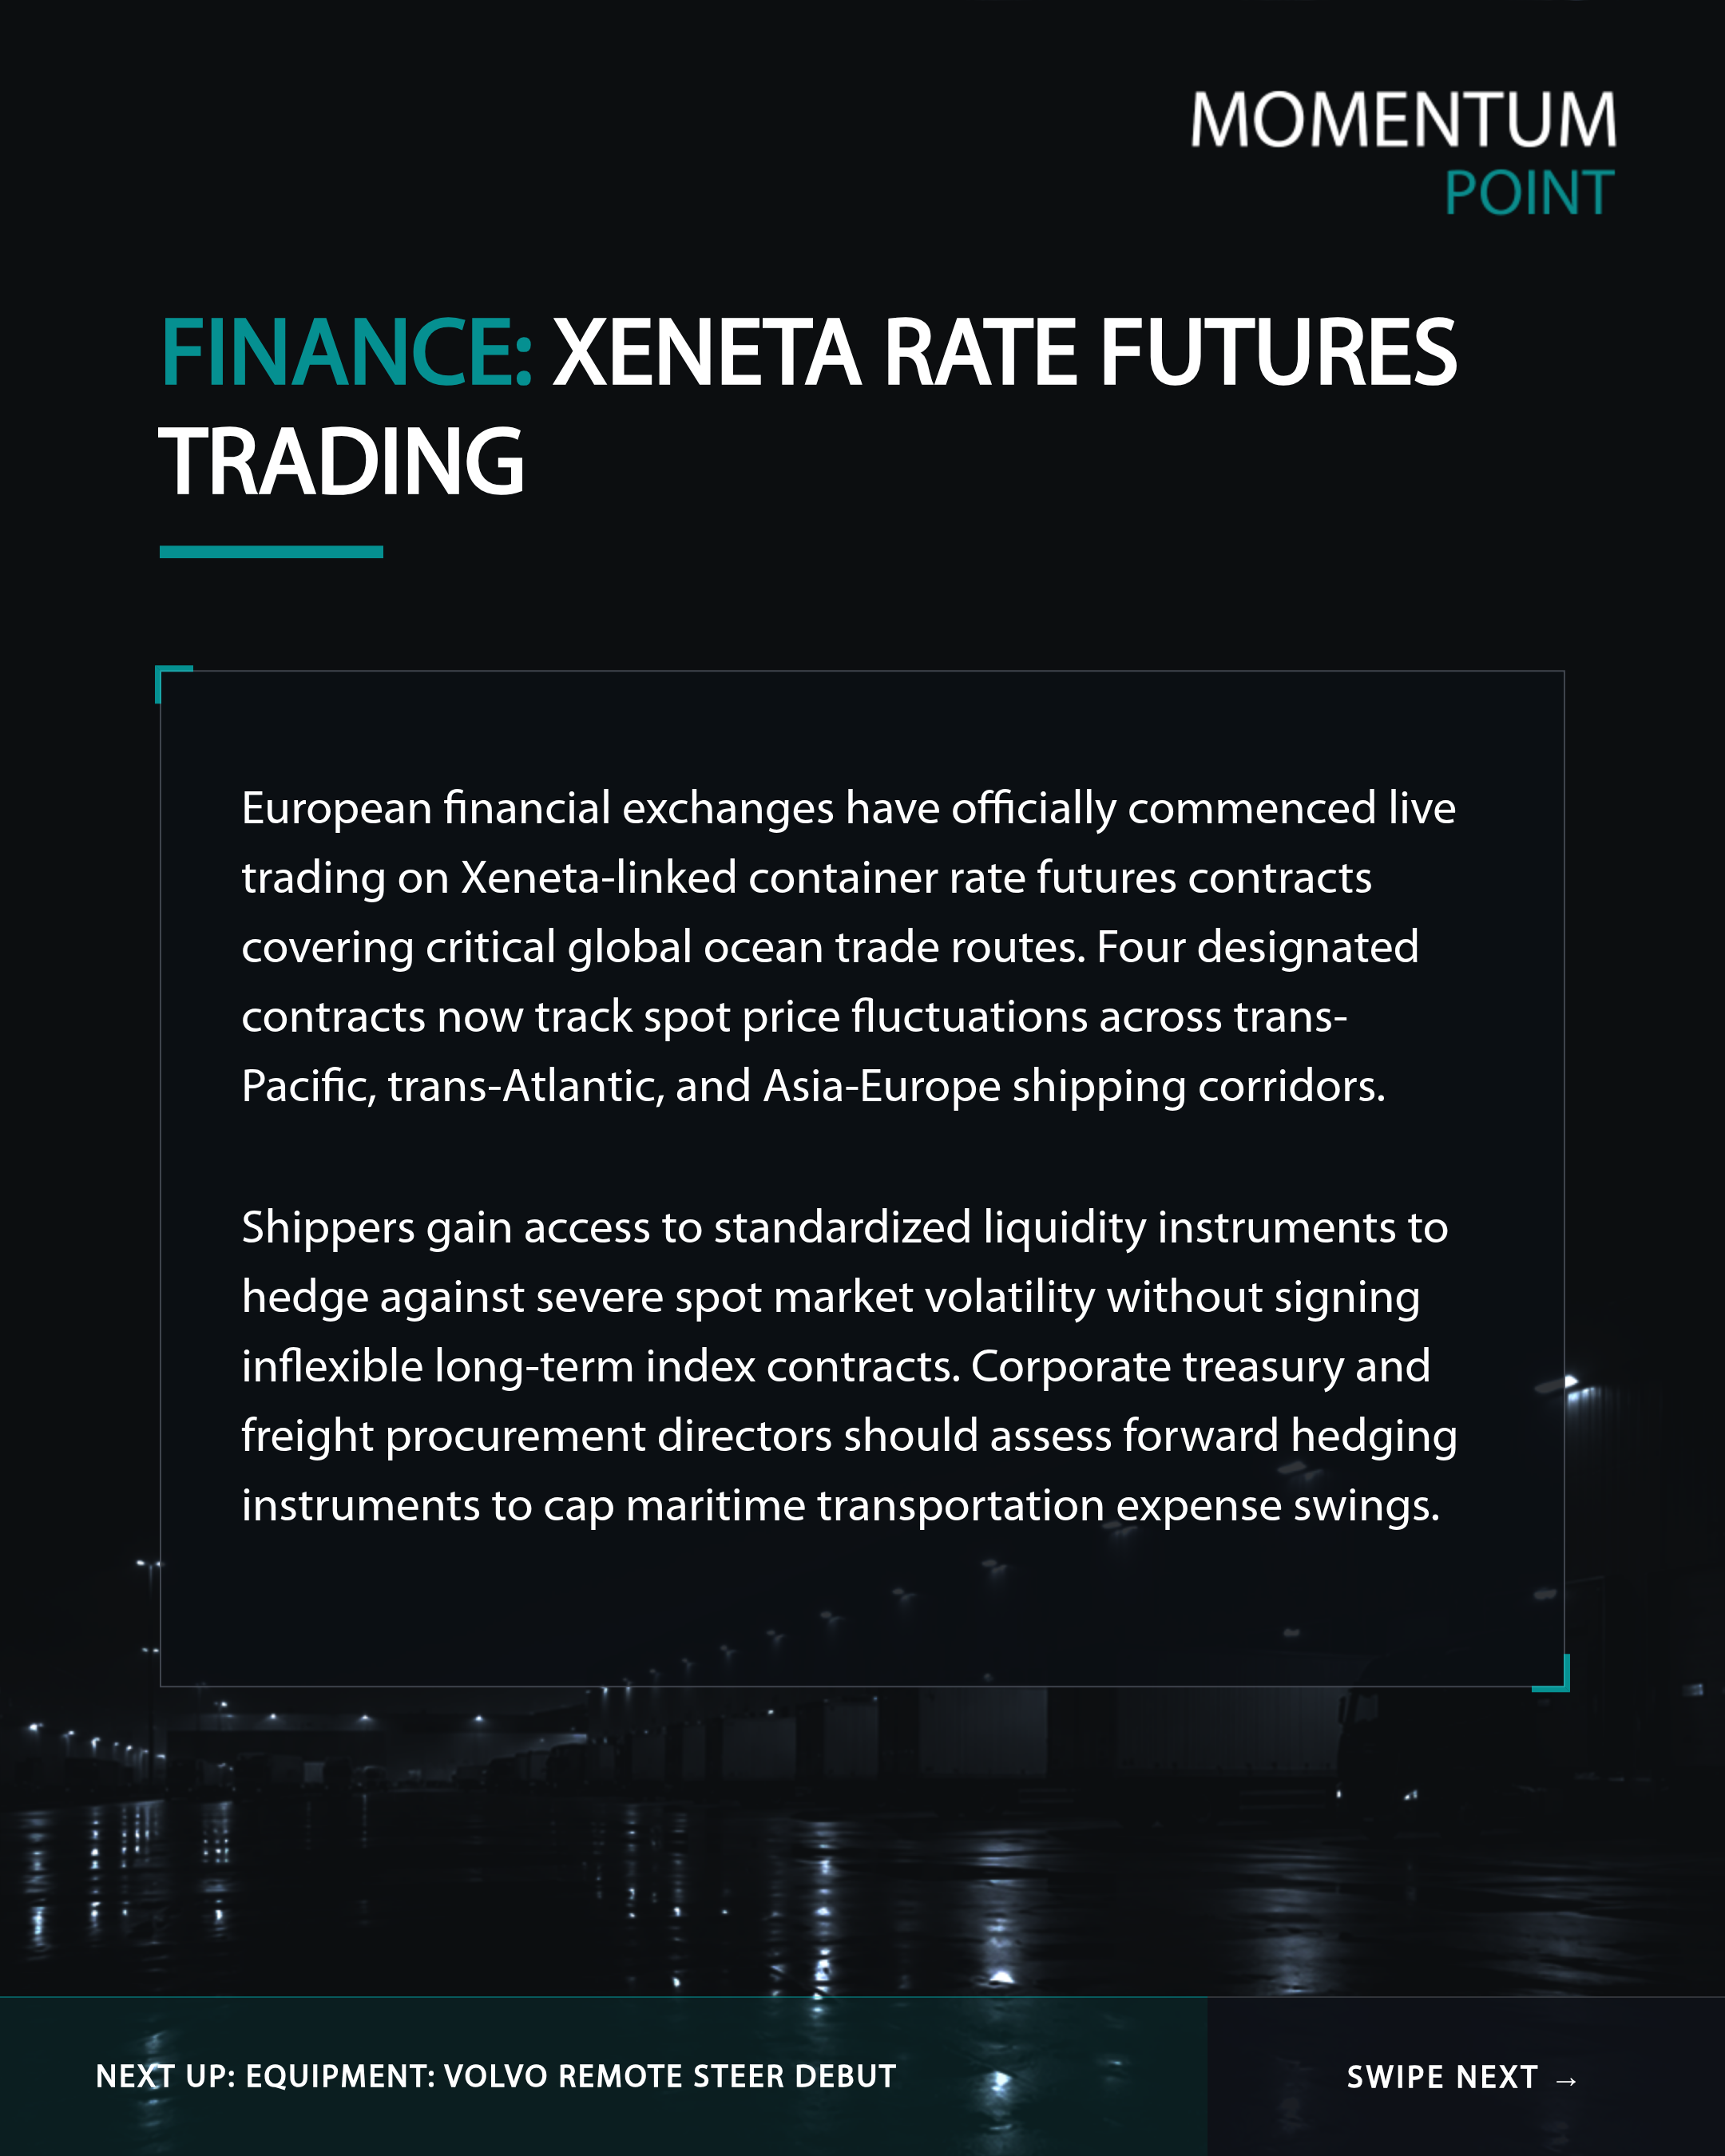 MOMENTUM
POINT
FINANCE: XENETA RATE FUTURES
TRADING
European financial exchanges have officially commenced live
trading on Xeneta-linked container rate futures contracts
covering critical global ocean trade routes. Four designated
contracts now track spot price fluctuations across trans-
Pacific, trans-Atlantic, and Asia-Europe shipping corridors.
Shippers gain access to standardized liquidity instruments to
hedge against severe spot market volatility without signing
inflexible long-term index contracts. Corporate treasury and
freight procurement directors should assess forward hedging
instruments to cap maritime transportation expense swings.
NEXT UP: EQUIPMENT: VOLVO REMOTE STEER DEBUT
SWIPE NEXT →